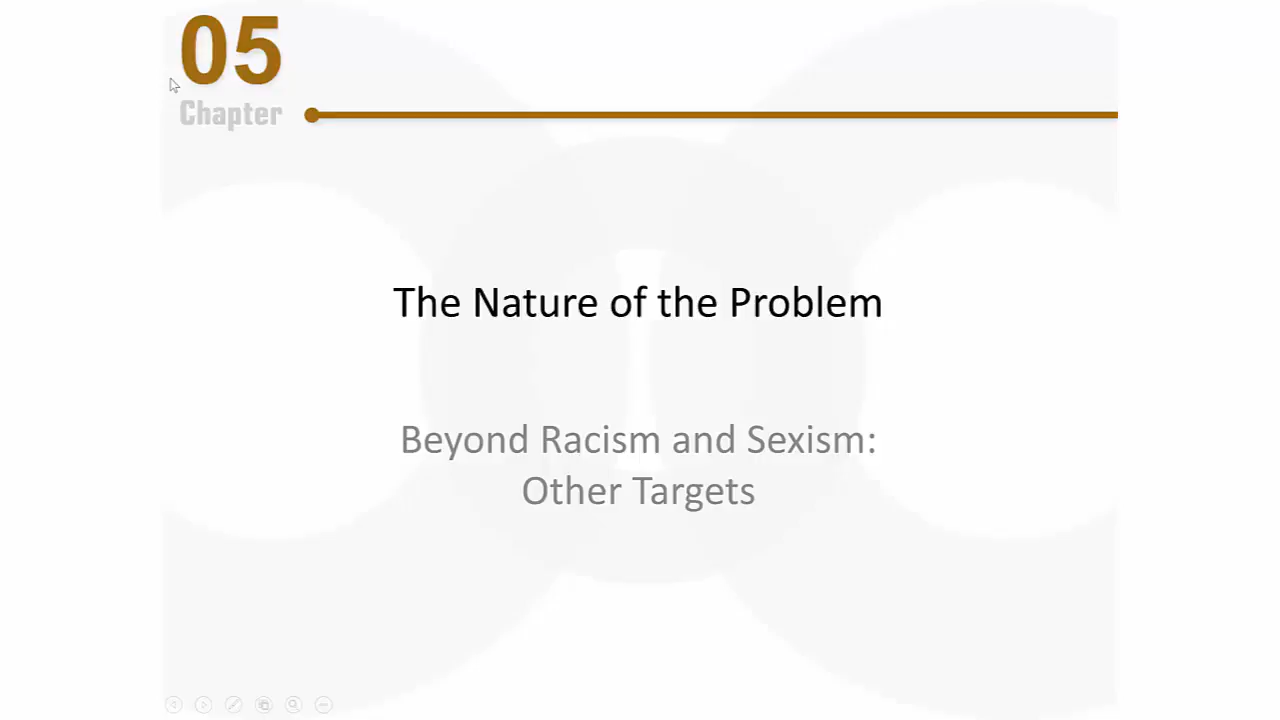 05
Chapter
The Nature of the Problem
Beyond Racism and Sexism:
Other Targets